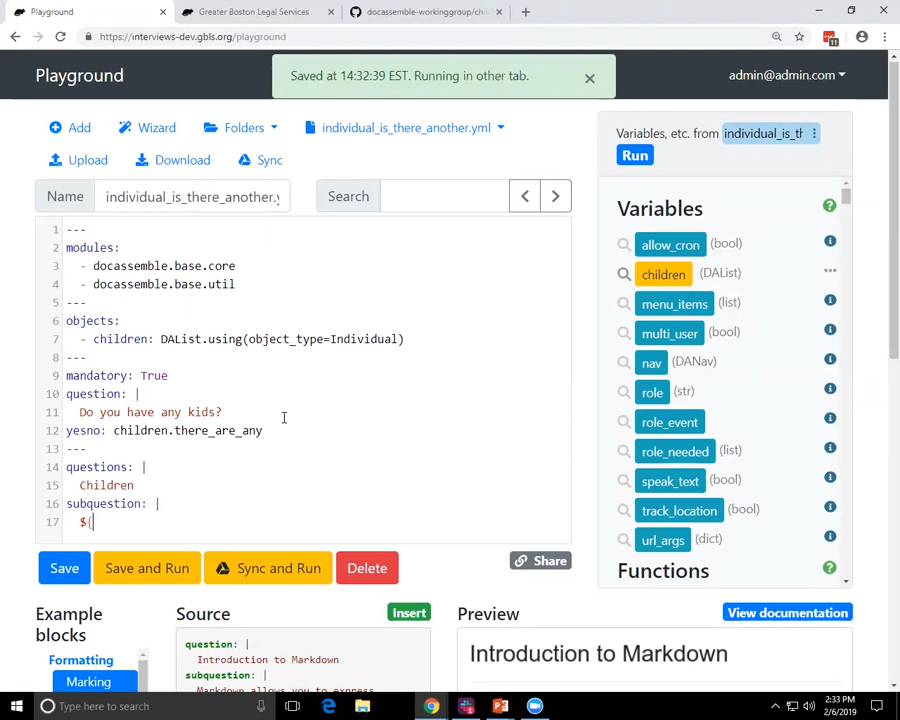 Playground
Greater Boston Legal Services
docassemble-workinggroup/chil
https://interviews-dev.gbls.org/playground
11
Playground
Saved at 14:32:39 EST. Running in other tab.
admin@admin.com
Add
Wizard
Folders
individual_is_there_another.yml
Upload
Download
Sync
Name
individual_is_there_another.y
Search
Variables, etc. from
individual_is_th
Run
1 ---
2 modules:
3 - docassemble.base.core
4 - docassemble.base.util
5 ---
6 objects:
7 - children: DAList.using(object_type=Individual)
8 ---
9 mandatory: True
10 question: |
11 Do you have any kids?
12 yesno: children.there_are_any
13 ---
14 questions: |
15 Children
16 subquestion: |
17 ${
Variables
allow_cron (bool)
children (DAList)
menu_items (list)
multi_user (bool)
nav (DANav)
role (str)
role_event
role_needed (list)
speak_text (bool)
track_location (bool)
url_args (dict)
Functions
Save
Save and Run
Sync and Run
Delete
Share
Example blocks
Formatting
Marking
Source
Insert
question: |
Introduction to Markdown
subquestion: |
Markdown allows you to express
Preview
View documentation
Introduction to Markdown
Type here to search
2:33 PM
2/6/2019